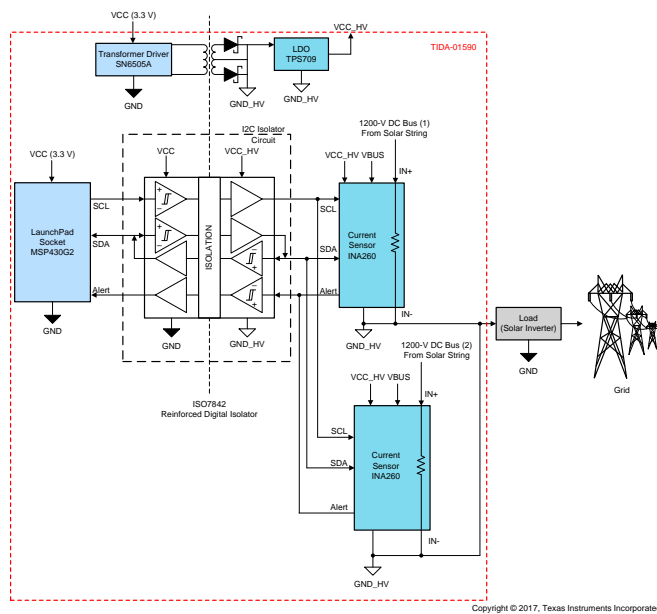 VCC (3.3 V)
VCC_HV
TIDA-01590
Transformer Driver
SN6505A
LDO
TPS709
GND
GND_HV
GND_HV
1200-V DC Bus (1)
From Solar String
I2C Isolator
Circuit
VCC (3.3 V)
VCC
VCC_HV
VCC_HV VBUS
IN+
LaunchPad
Socket
MSP430G2
SCL
SDA
Alert
+
−
+
−
ISOLATION
−
+
−
+
SCL
SDA
Alert
Current
Sensor
INA260
IN-
GND
GND
GND_HV
GND_HV
Load
(Solar Inverter)
GND
Grid
1200-V DC Bus (2)
From Solar String
ISO7842
Reinforced Digital Isolator
VCC_HV VBUS
IN+
SCL
SDA
Alert
Current
Sensor
INA260
IN-
GND_HV
Copyright © 2017, Texas Instruments Incorporate